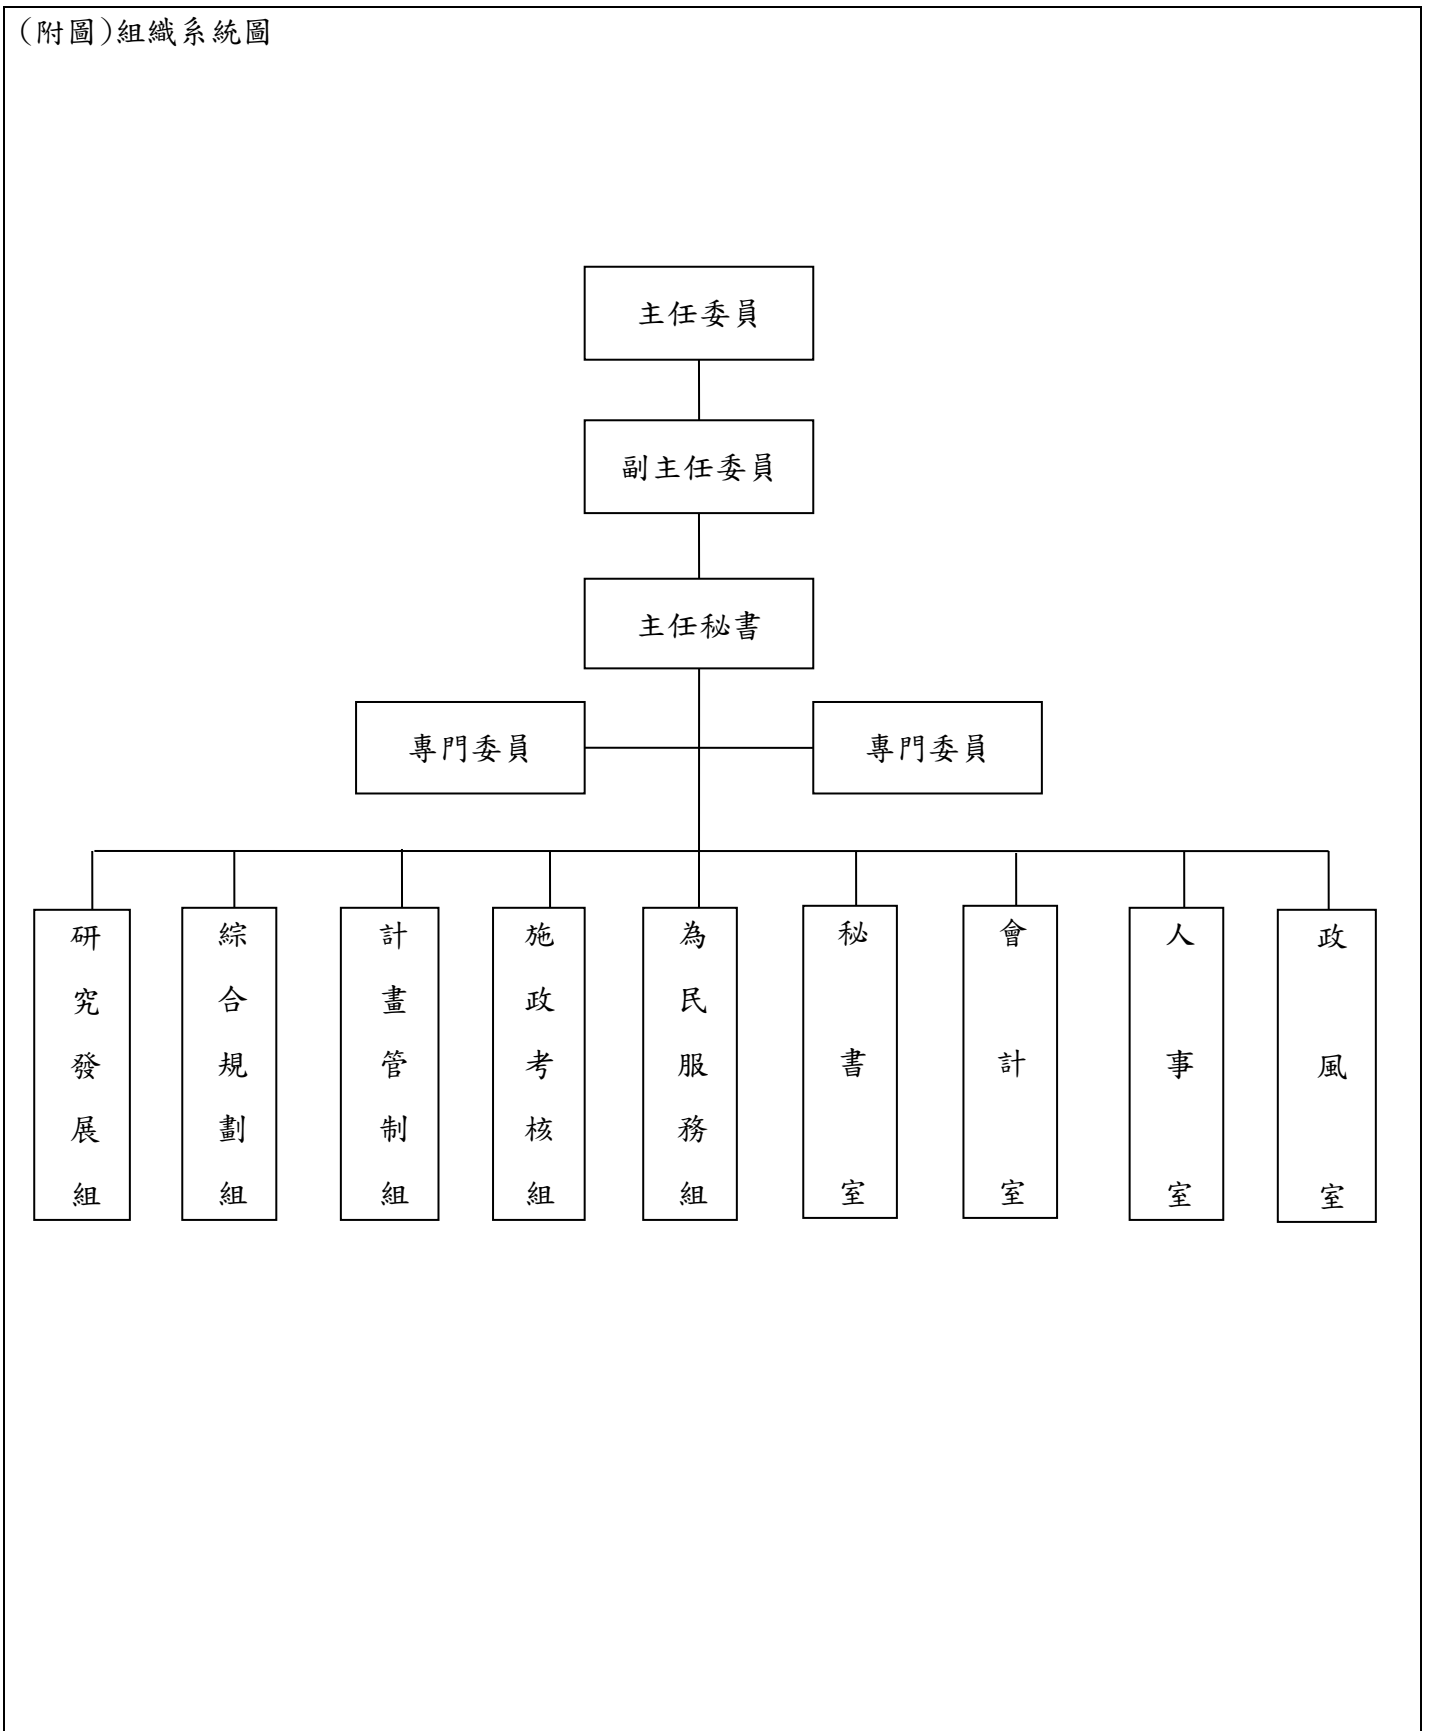 (附圖)組織系統圖
主任委員
副主任委員
主任秘書
專門委員
專門委員
研究發展組
綜合規劃組
計畫管制組
施政考核組
為民服務組
秘書室
會計室
人事室
政風室